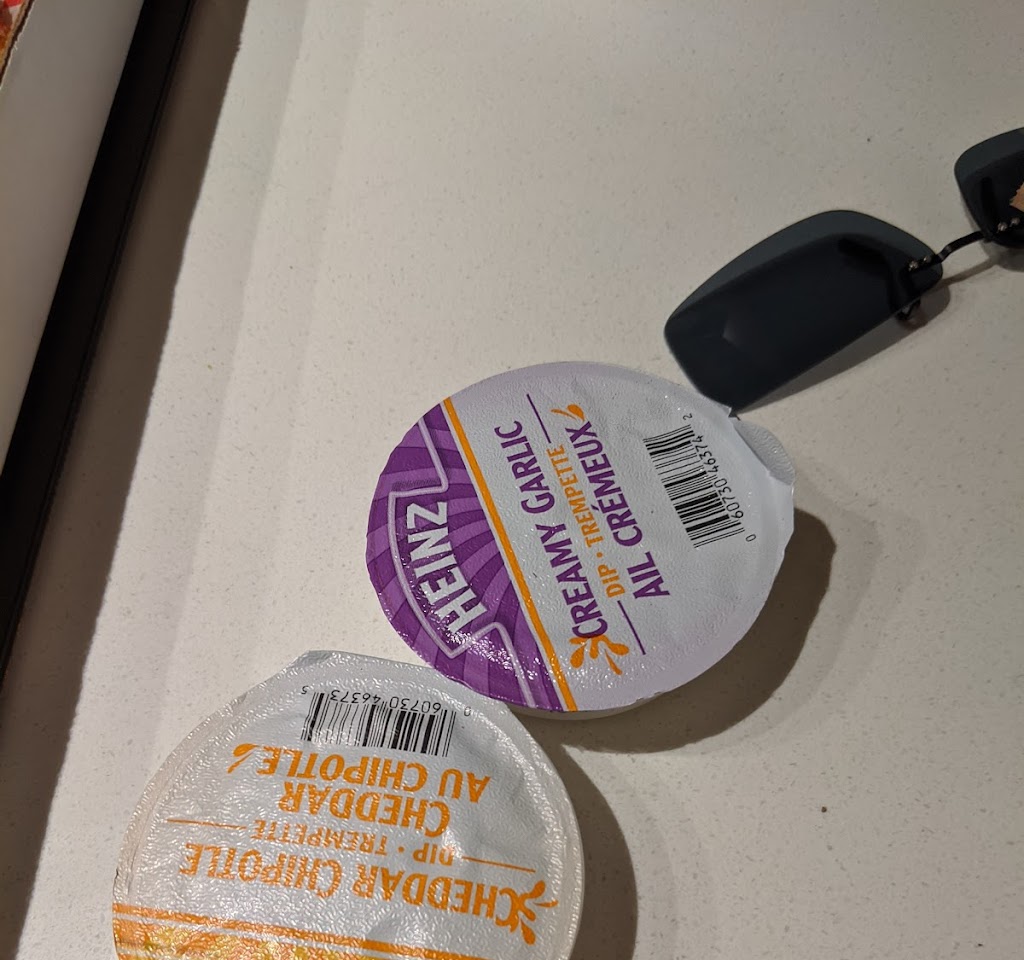 HEINZ
CREAMY GARLIC
DIP • TREMPETTE
AIL CRÉMEUX
0 60730 46374 2
CHEDDAR CHIPOTLE
DIP • TREMPETTE
CHEDDAR
AU CHIPOTLE
0 60730 46373 5